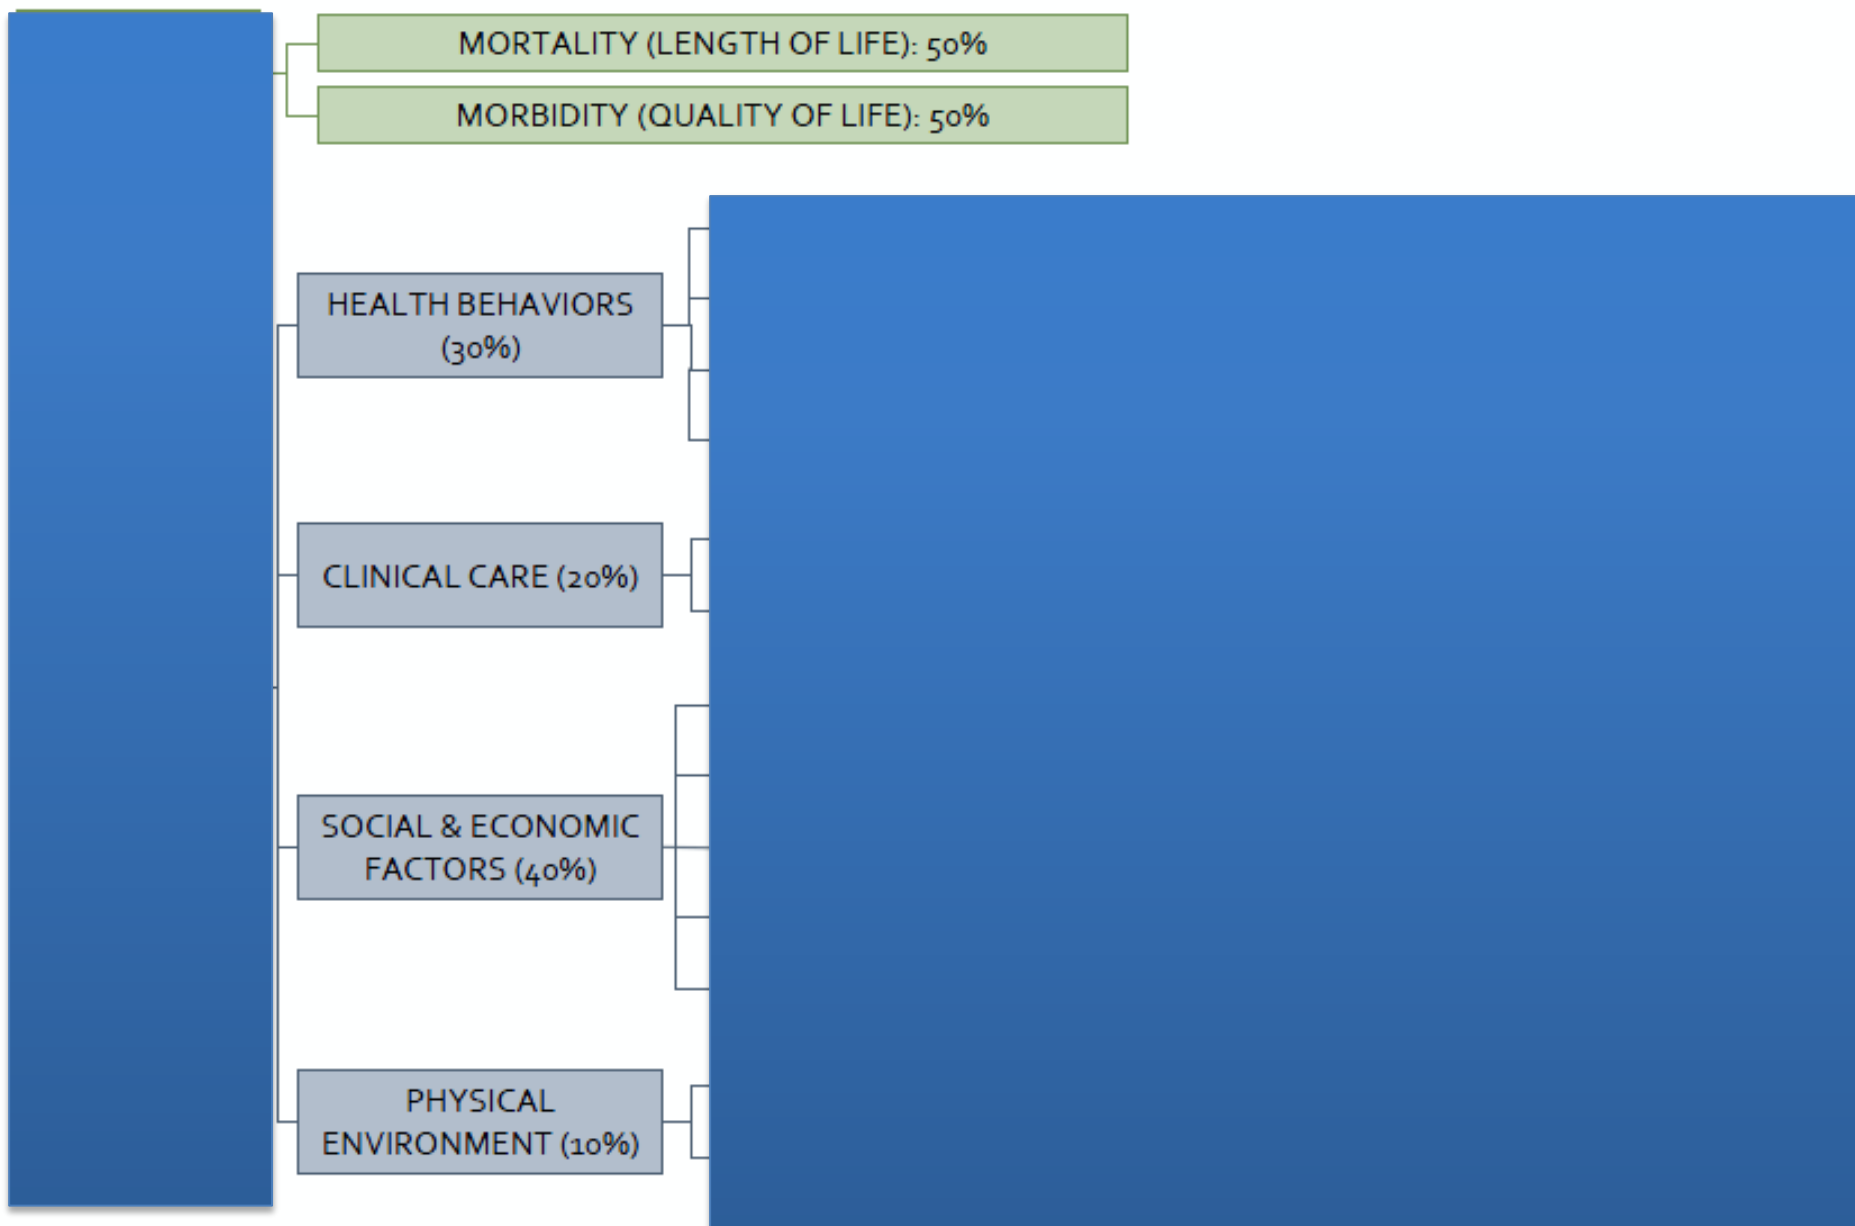 MORTALITY (LENGTH OF LIFE): 50%
MORBIDITY (QUALITY OF LIFE): 50%
HEALTH BEHAVIORS
(30%)
CLINICAL CARE (20%)
SOCIAL & ECONOMIC
FACTORS (40%)
PHYSICAL
ENVIRONMENT (10%)